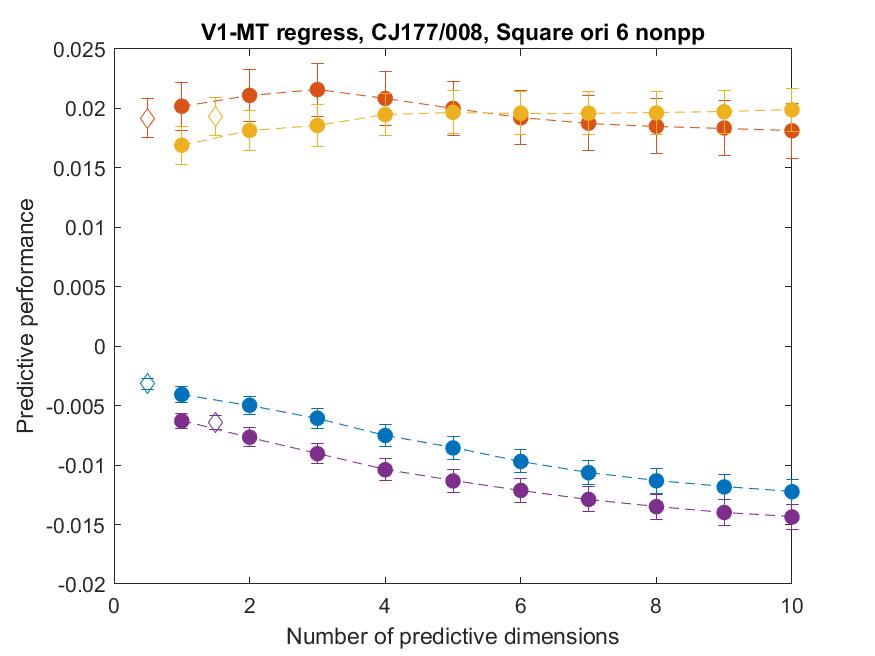 V1-MT regress, CJ177/008, Square ori 6 nonpp
0.025
0.02
0.015
0.01
0.005
0
-0.005
-0.01
-0.015
-0.02
Predictive performance
0 2 4 6 8 10
Number of predictive dimensions